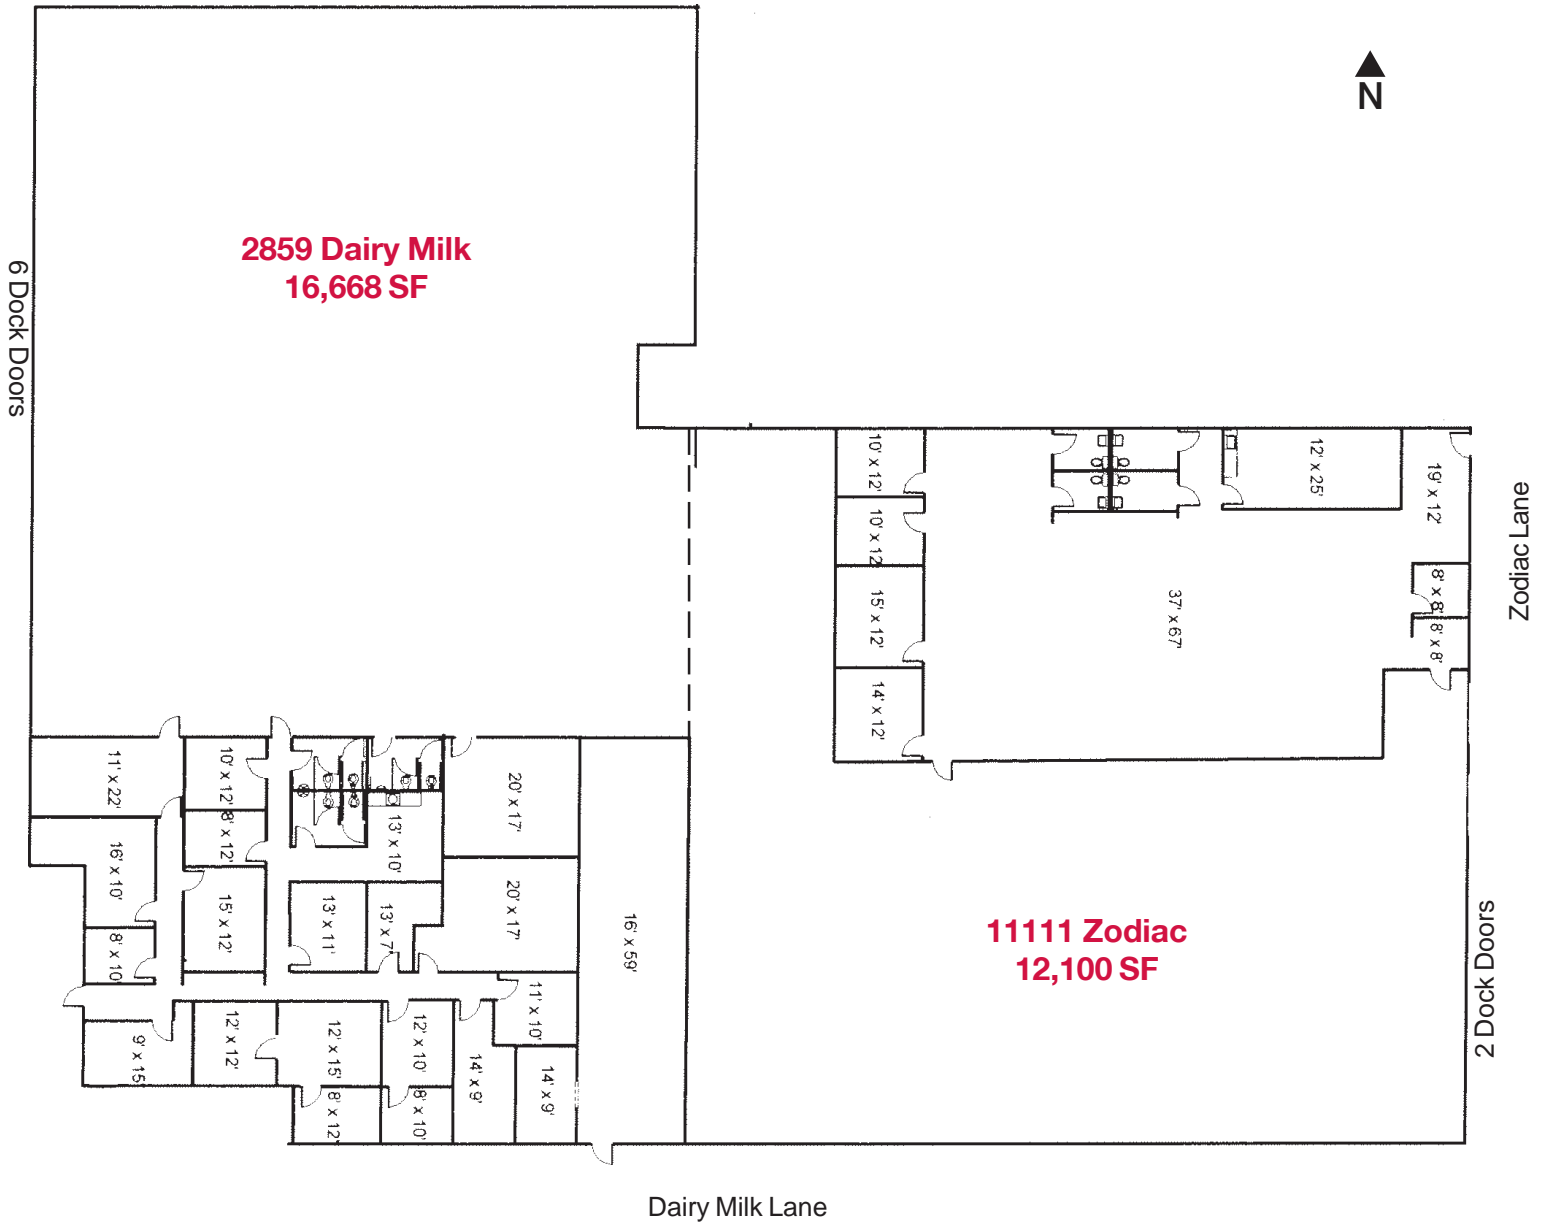 N
2859 Dairy Milk
16,668 SF
6 Dock Doors
10' x 12'
10' x 12'
15' x 12'
14' x 12'
12' x 25'
19' x 12'
8' x 8'
8' x 8'
37' x 67'
Zodiac Lane
11' x 22'
10' x 12'
8' x 12'
16' x 10'
15' x 12'
8' x 10'
13' x 10'
13' x 11'
13' x 7'
20' x 17'
20' x 17'
16' x 59'
11' x 10'
9' x 15'
12' x 12'
12' x 15'
12' x 10'
14' x 9'
14' x 9'
8' x 12'
8' x 10'
11111 Zodiac
12,100 SF
2 Dock Doors
Dairy Milk Lane